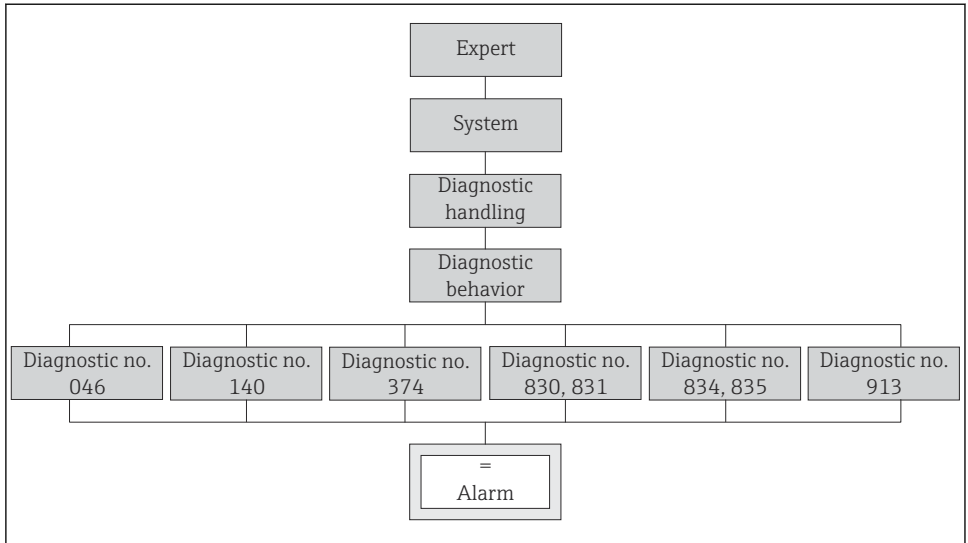 Expert
System
Diagnostic
handling
Diagnostic
behavior
Diagnostic no.
046
Diagnostic no.
140
Diagnostic no.
374
Diagnostic no.
830, 831
Diagnostic no.
834, 835
Diagnostic no.
913
=
Alarm